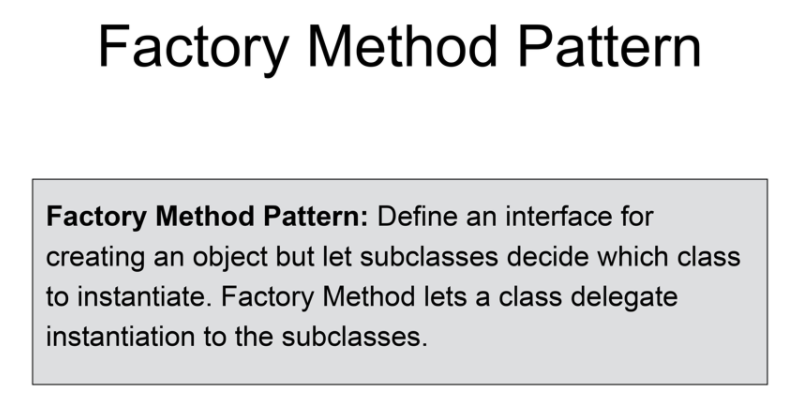 Factory Method Pattern
Factory Method Pattern: Define an interface for
creating an object but let subclasses decide which class
to instantiate. Factory Method lets a class delegate
instantiation to the subclasses.